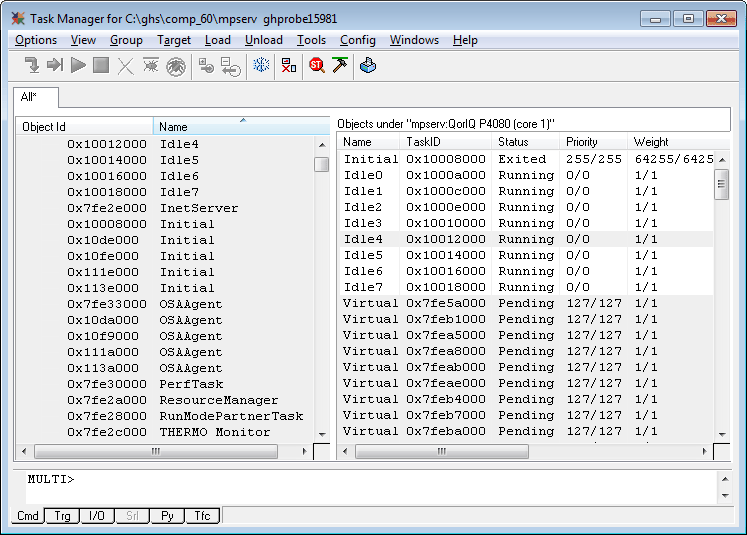 Task Manager for C:\ghs\comp_60\mpserv ghprobe15981
Options View Group Target Load Unload Tools Config Windows Help
ST
All*
Object Id Name
0x10012000 Idle4
0x10014000 Idle5
0x10016000 Idle6
0x10018000 Idle7
0x7fe2e000 InetServer
0x10008000 Initial
0x10de000 Initial
0x10fe000 Initial
0x111e000 Initial
0x113e000 Initial
0x7fe33000 OSAAgent
0x10da000 OSAAgent
0x10f9000 OSAAgent
0x111a000 OSAAgent
0x113a000 OSAAgent
0x7fe30000 PerfTask
0x7fe2a000 ResourceManager
0x7fe28000 RunModePartnerTask
0x7fe2c000 THERMO Monitor
Objects under "mpserv:QorIQ P4080 (core 1)"
Name TaskID Status Priority Weight
Initial 0x10008000 Exited 255/255 64255/6425
Idle0 0x1000a000 Running 0/0 1/1
Idle1 0x1000c000 Running 0/0 1/1
Idle2 0x1000e000 Running 0/0 1/1
Idle3 0x10010000 Running 0/0 1/1
Idle4 0x10012000 Running 0/0 1/1
Idle5 0x10014000 Running 0/0 1/1
Idle6 0x10016000 Running 0/0 1/1
Idle7 0x10018000 Running 0/0 1/1
Virtual 0x7fe5a000 Pending 127/127 1/1
Virtual 0x7feb1000 Pending 127/127 1/1
Virtual 0x7fea5000 Pending 127/127 1/1
Virtual 0x7fea8000 Pending 127/127 1/1
Virtual 0x7feab000 Pending 127/127 1/1
Virtual 0x7feae000 Pending 127/127 1/1
Virtual 0x7feb4000 Pending 127/127 1/1
Virtual 0x7feb7000 Pending 127/127 1/1
Virtual 0x7feba000 Pending 127/127 1/1
MULTI>
Cmd Trg I/O Srl Py Tfc